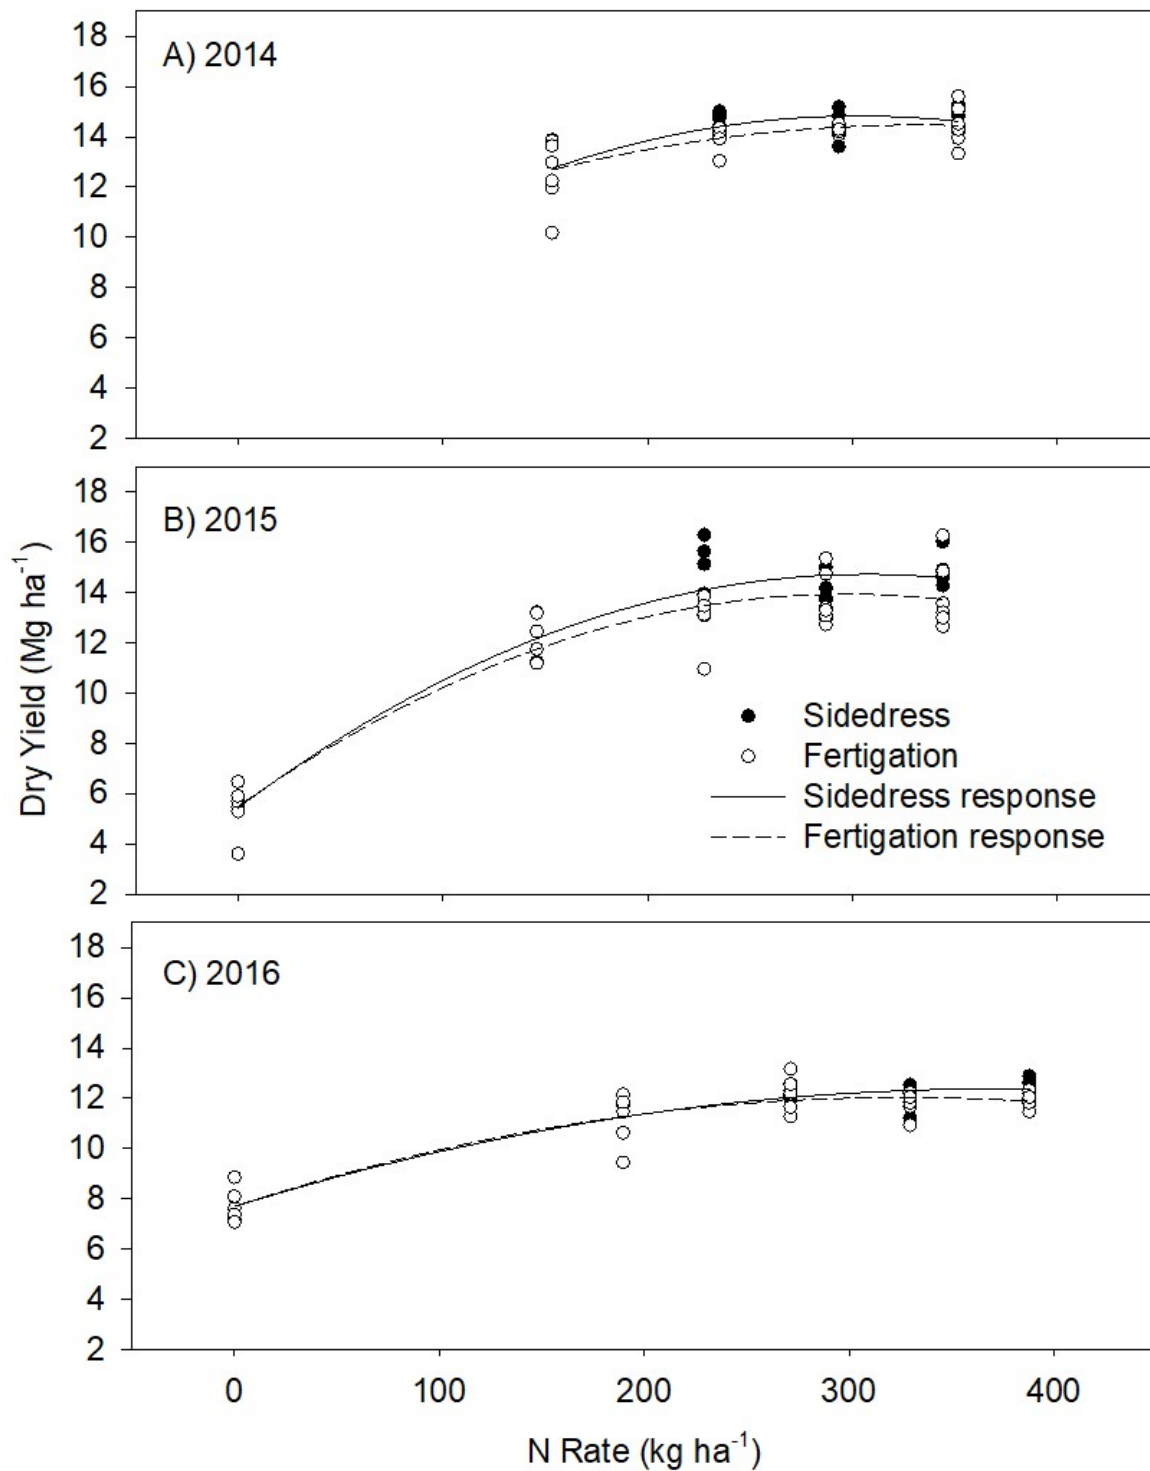 A) 2014
18
16
14
12
10
8
6
4
2
B) 2015
18
16
14
12
10
8
6
4
2
Dry Yield (Mg ha⁻¹)
Sidedress
Fertigation
Sidedress response
Fertigation response
C) 2016
18
16
14
12
10
8
6
4
2
0 100 200 300 400
N Rate (kg ha⁻¹)